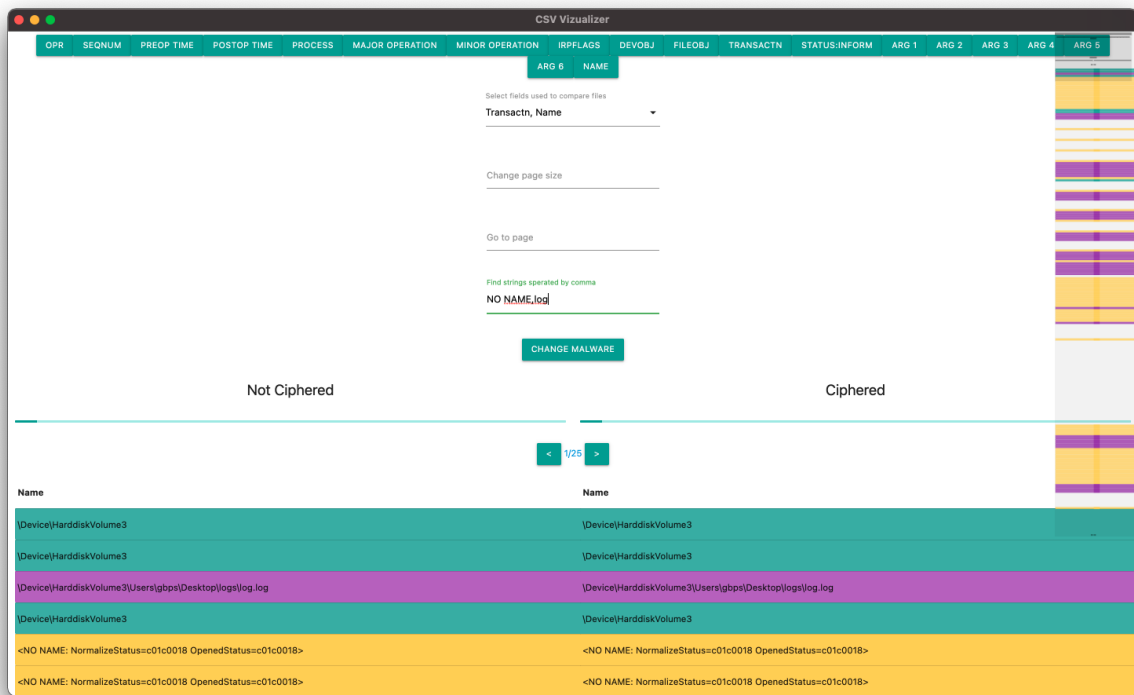 CSV Vizualizer
OPR SEQNUM PREOP TIME POSTOP TIME PROCESS MAJOR OPERATION MINOR OPERATION IRPFLAGS DEVOBJ FILEOBJ TRANSACTN STATUS:INFORM ARG 1 ARG 2 ARG 3 ARG 4 ARG 5
ARG 6 NAME
Select fields used to compare files
Transactn, Name
Change page size
Go to page
Find strings sperated by comma
NO NAME,log
CHANGE MALWARE
Not Ciphered Ciphered
< 1/25 >
Name Name
\Device\HarddiskVolume3 \Device\HarddiskVolume3
\Device\HarddiskVolume3 \Device\HarddiskVolume3
\Device\HarddiskVolume3\Users\gbps\Desktop\logs\log.log \Device\HarddiskVolume3\Users\gbps\Desktop\logs\log.log
\Device\HarddiskVolume3 \Device\HarddiskVolume3
<NO NAME: NormalizeStatus=c01c0018 OpenedStatus=c01c0018> <NO NAME: NormalizeStatus=c01c0018 OpenedStatus=c01c0018>
<NO NAME: NormalizeStatus=c01c0018 OpenedStatus=c01c0018> <NO NAME: NormalizeStatus=c01c0018 OpenedStatus=c01c0018>